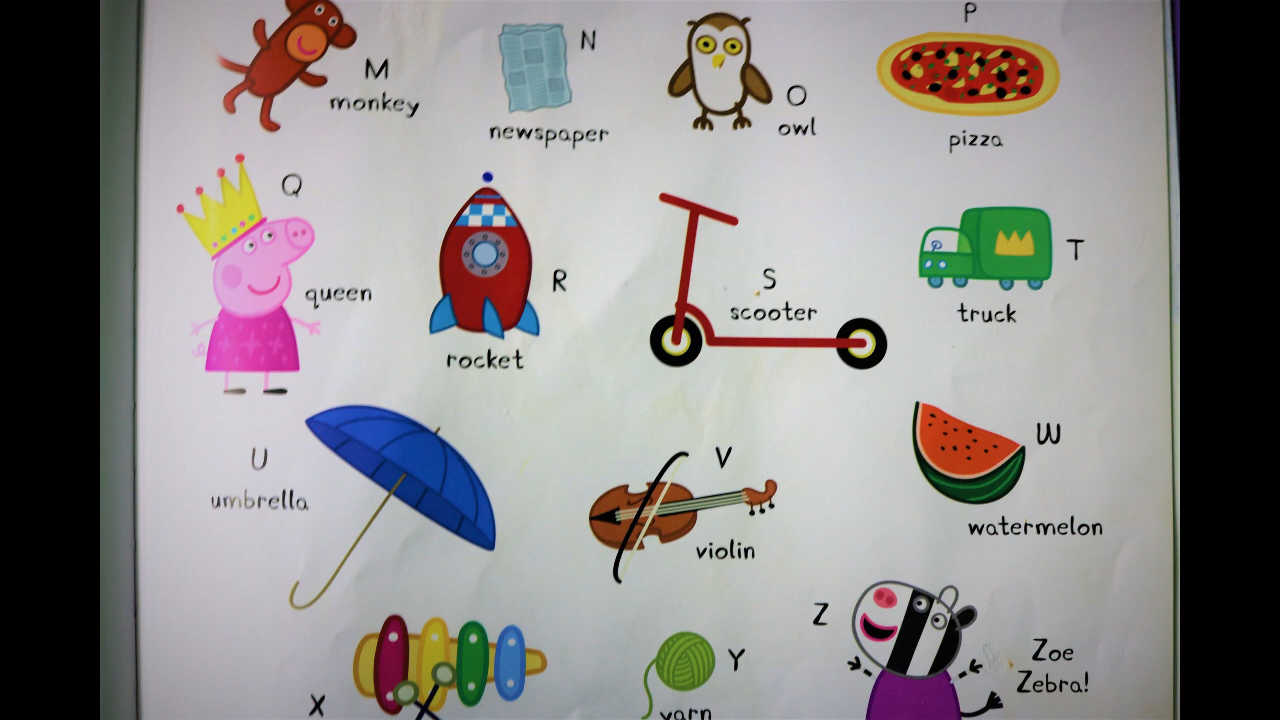 M
monkey
N
newspaper
O
owl
P
pizza
Q
queen
R
rocket
S
scooter
T
truck
U
umbrella
V
violin
W
watermelon
X
Y
yarn
Z
Zoe
Zebra!